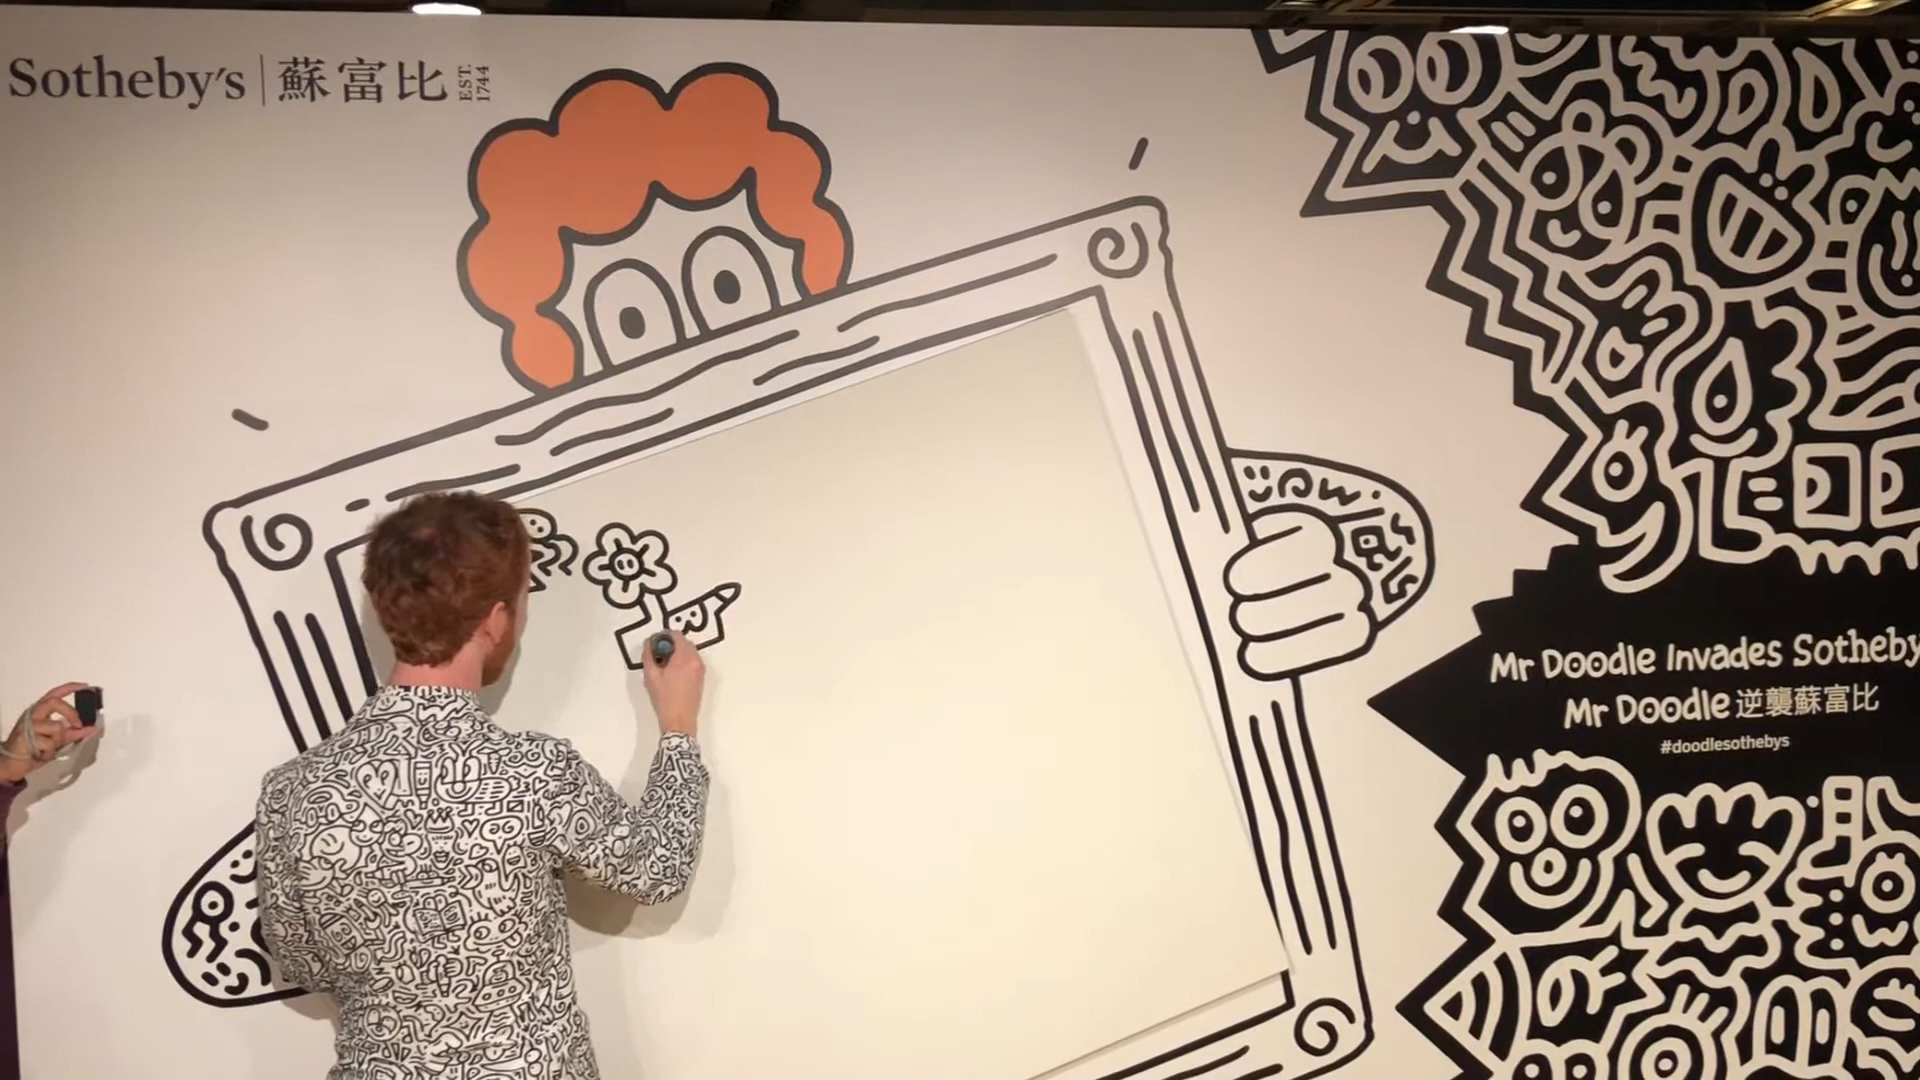 Sotheby's 蘇富比 EST. 1744
Mr Doodle Invades Sotheby
Mr Doodle 逆襲蘇富比
#doodlesothebys